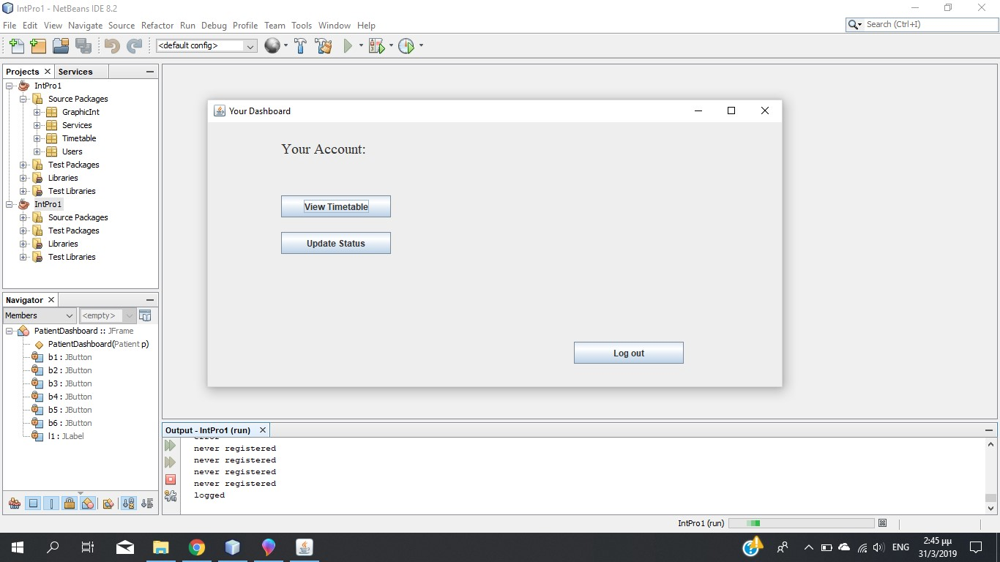 IntPro1 - NetBeans IDE 8.2
File Edit View Navigate Source Refactor Run Debug Profile Team Tools Window Help
Search (Ctrl+I)
<default config>
Projects Services
IntPro1
Source Packages
GraphicInt
Services
Timetable
Users
Test Packages
Libraries
Test Libraries
IntPro1
Source Packages
Test Packages
Libraries
Test Libraries
Navigator
Members <empty>
PatientDashboard :: JFrame
PatientDashboard(Patient p)
b1 : JButton
b2 : JButton
b3 : JButton
b4 : JButton
b5 : JButton
b6 : JButton
l1 : JLabel
Your Dashboard
Your Account:
View Timetable
Update Status
Log out
Output - IntPro1 (run)
error
never registered
never registered
never registered
never registered
logged
IntPro1 (run)
ENG
2:45 μμ
31/3/2019